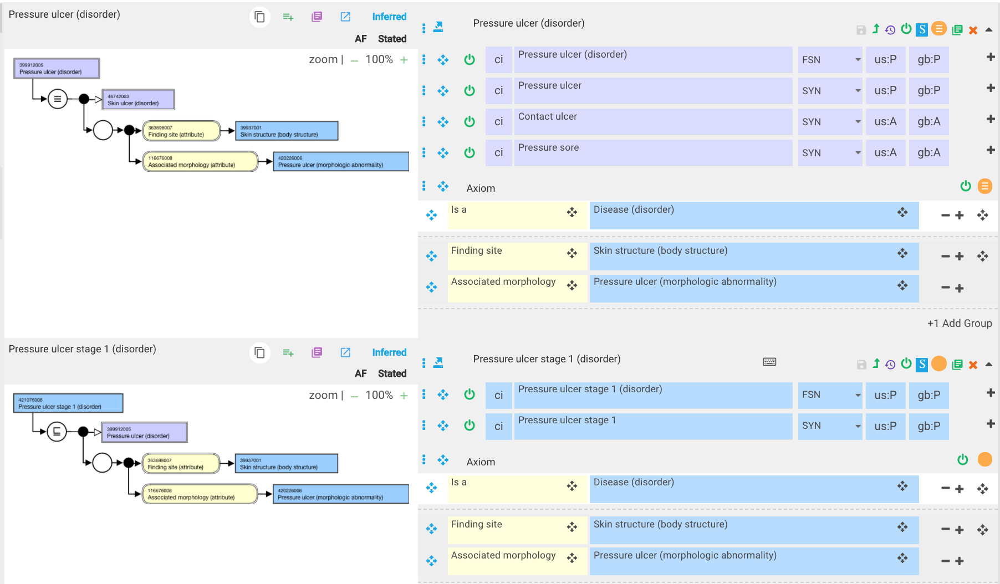 Pressure ulcer (disorder)
Inferred
AF Stated
zoom | – 100% +
399912005
Pressure ulcer (disorder)
46742003
Skin ulcer (disorder)
363698007
Finding site (attribute)
39937001
Skin structure (body structure)
116676008
Associated morphology (attribute)
420226006
Pressure ulcer (morphologic abnormality)
Pressure ulcer (disorder)
S
ci Pressure ulcer (disorder) FSN us:P gb:P
ci Pressure ulcer SYN us:P gb:P
ci Contact ulcer SYN us:A gb:A
ci Pressure sore SYN us:A gb:A
Axiom
Is a Disease (disorder)
Finding site Skin structure (body structure)
Associated morphology Pressure ulcer (morphologic abnormality)
+1 Add Group
Pressure ulcer stage 1 (disorder)
Inferred
AF Stated
zoom | – 100% +
421076008
Pressure ulcer stage 1 (disorder)
399912005
Pressure ulcer (disorder)
363698007
Finding site (attribute)
39937001
Skin structure (body structure)
116676008
Associated morphology (attribute)
420226006
Pressure ulcer (morphologic abnormality)
Pressure ulcer stage 1 (disorder)
S
ci Pressure ulcer stage 1 (disorder) FSN us:P gb:P
ci Pressure ulcer stage 1 SYN us:P gb:P
Axiom
Is a Disease (disorder)
Finding site Skin structure (body structure)
Associated morphology Pressure ulcer (morphologic abnormality)